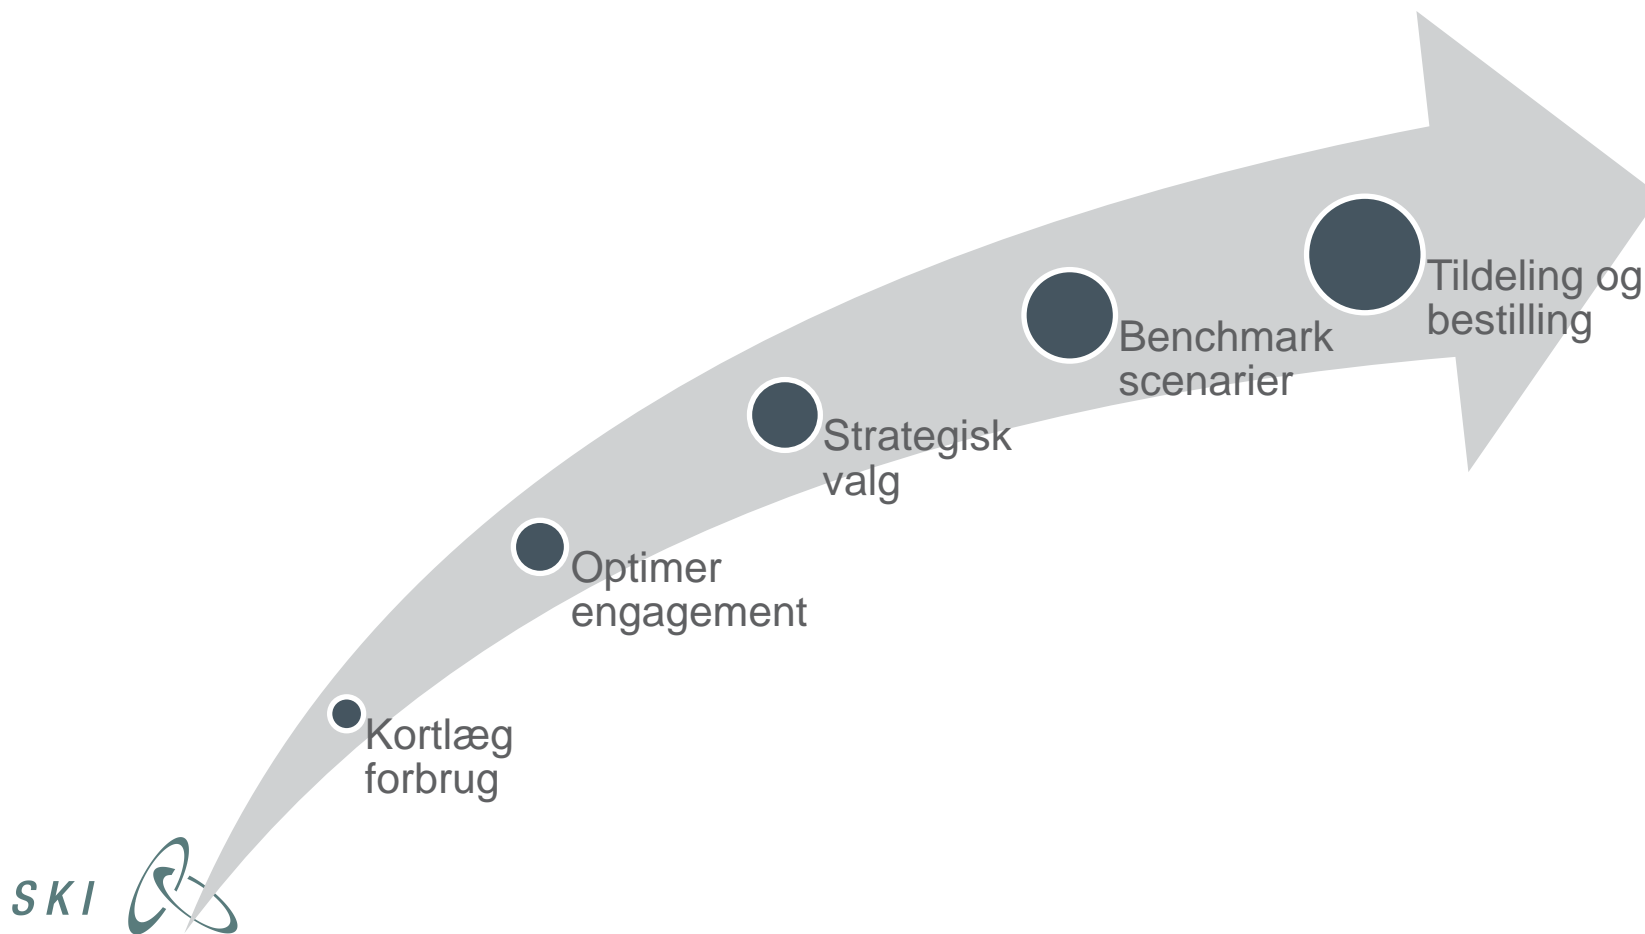 Tildeling og
bestilling
Benchmark
scenarier
Strategisk
valg
Optimer
engagement
Kortlæg
forbrug
SKI